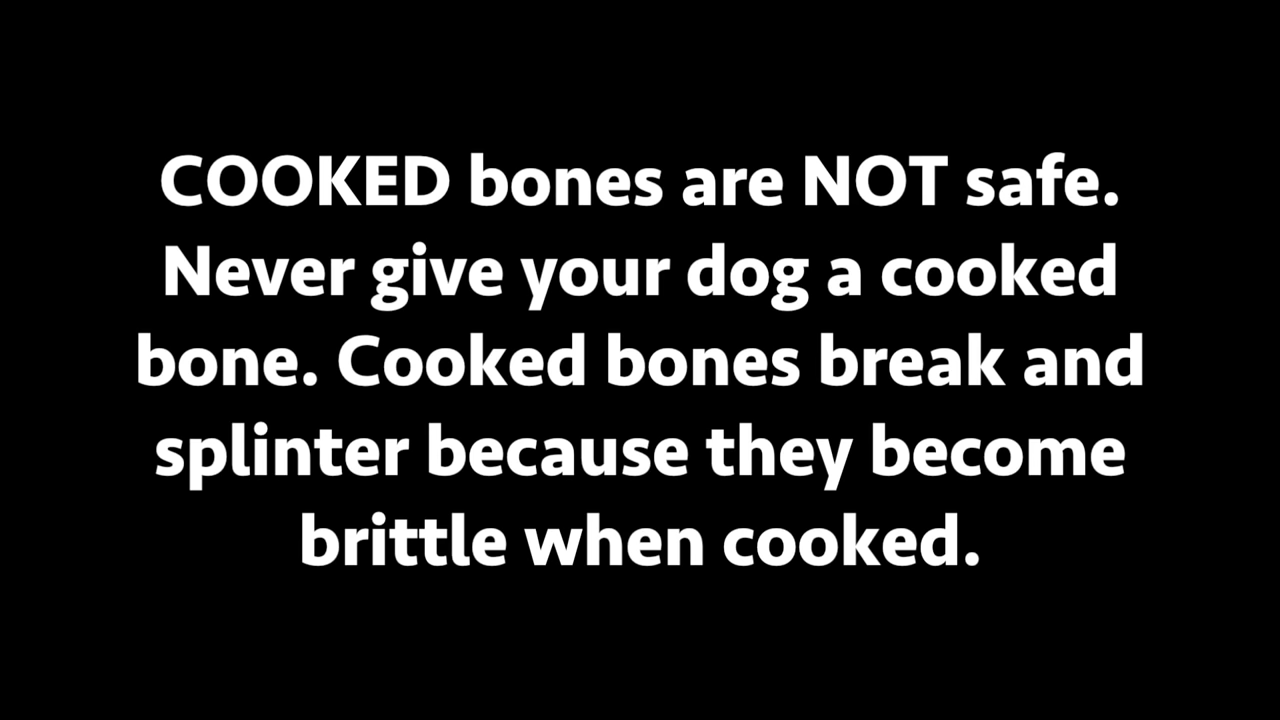 COOKED bones are NOT safe.
Never give your dog a cooked
bone. Cooked bones break and
splinter because they become
brittle when cooked.